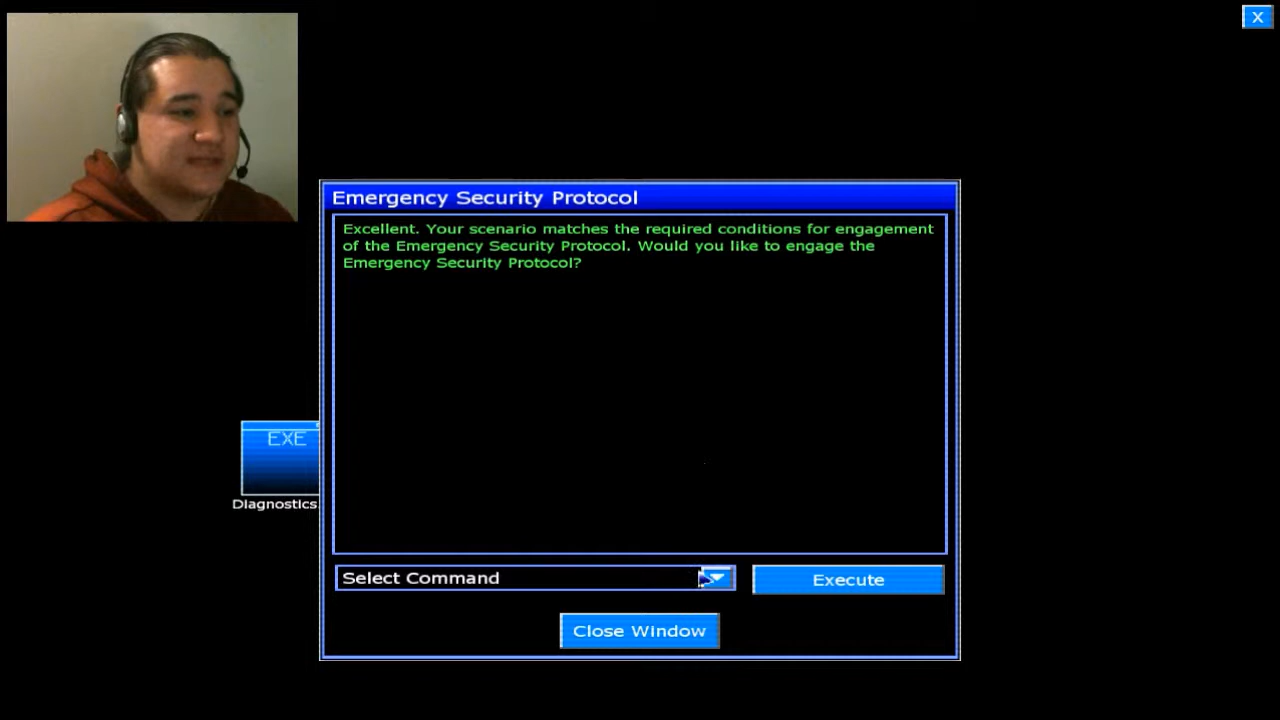 X
Emergency Security Protocol
Excellent. Your scenario matches the required conditions for engagement
of the Emergency Security Protocol. Would you like to engage the
Emergency Security Protocol?
EXE
Diagnostics.
Select Command
Execute
Close Window